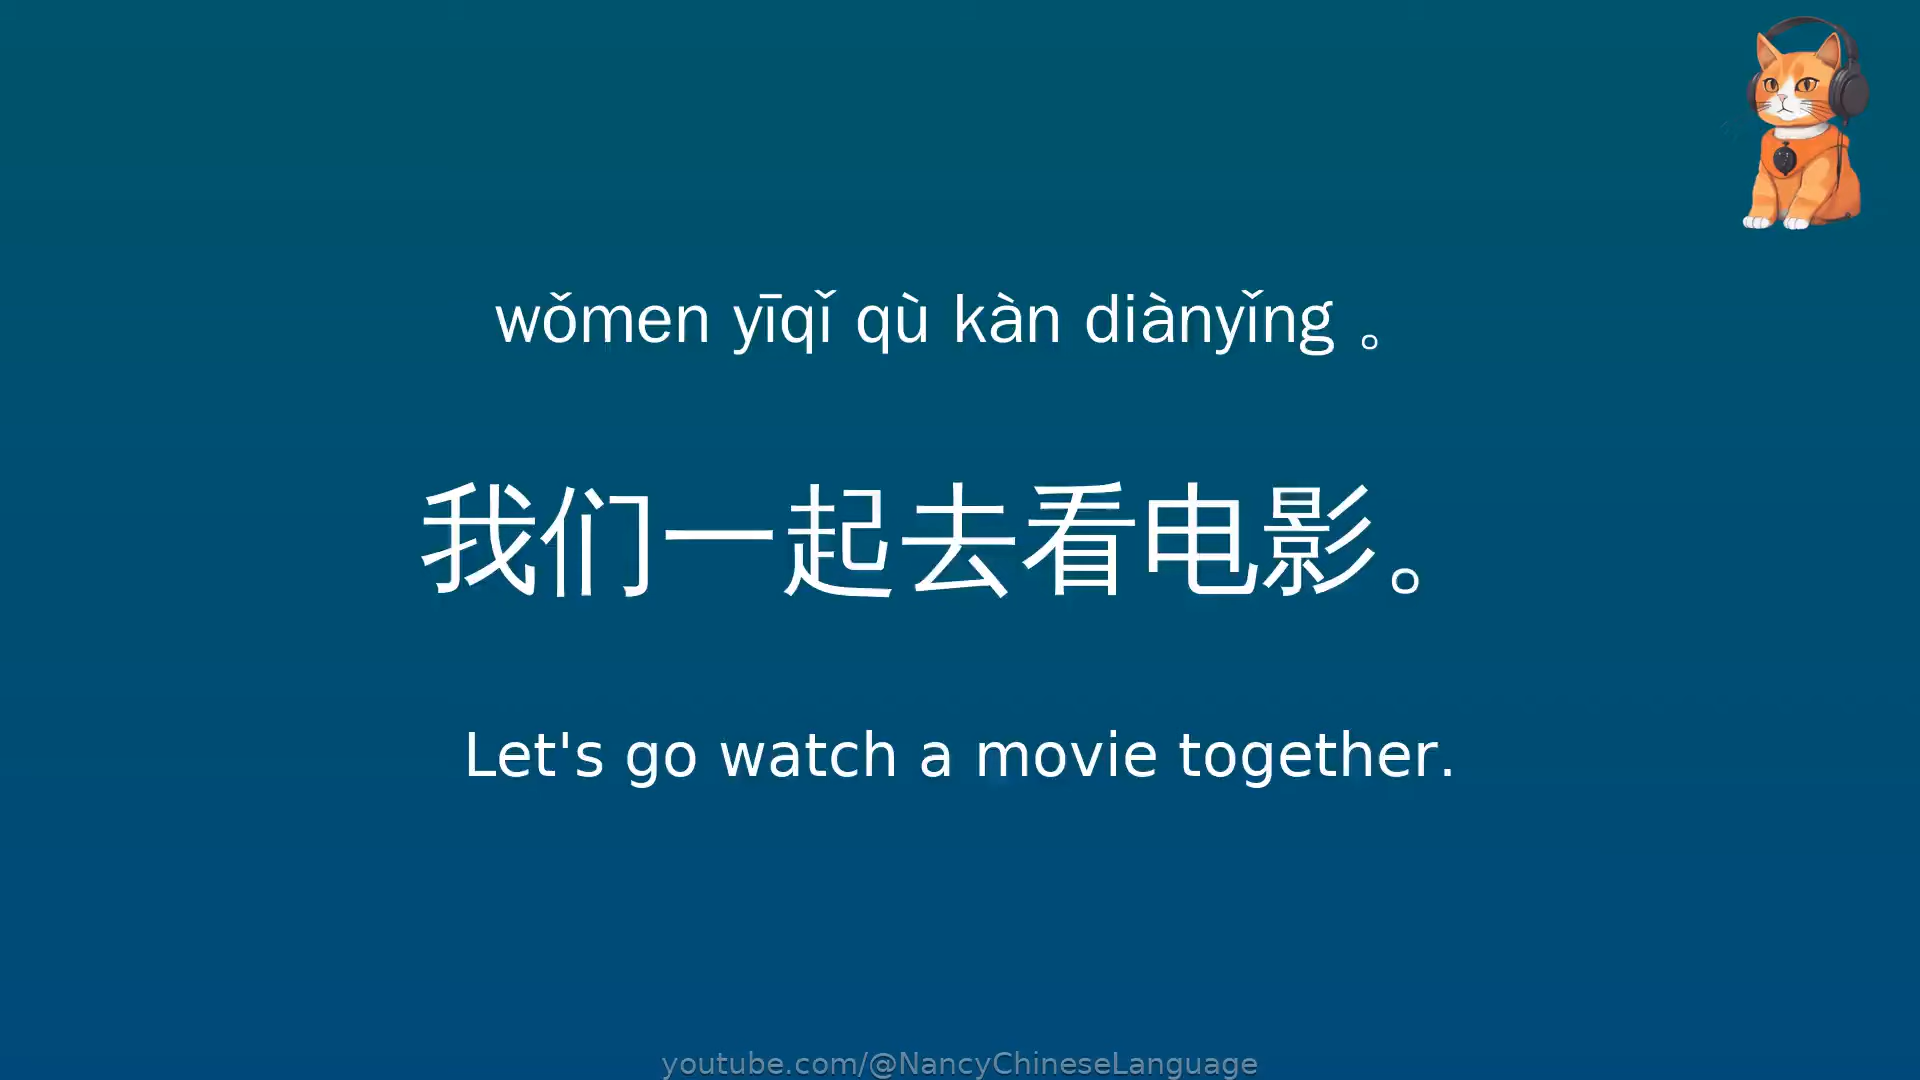 wǒmen yīqǐ qù kàn diànyǐng 。
我们一起去看电影。
Let's go watch a movie together.
youtube.com/@NancyChineseLanguage